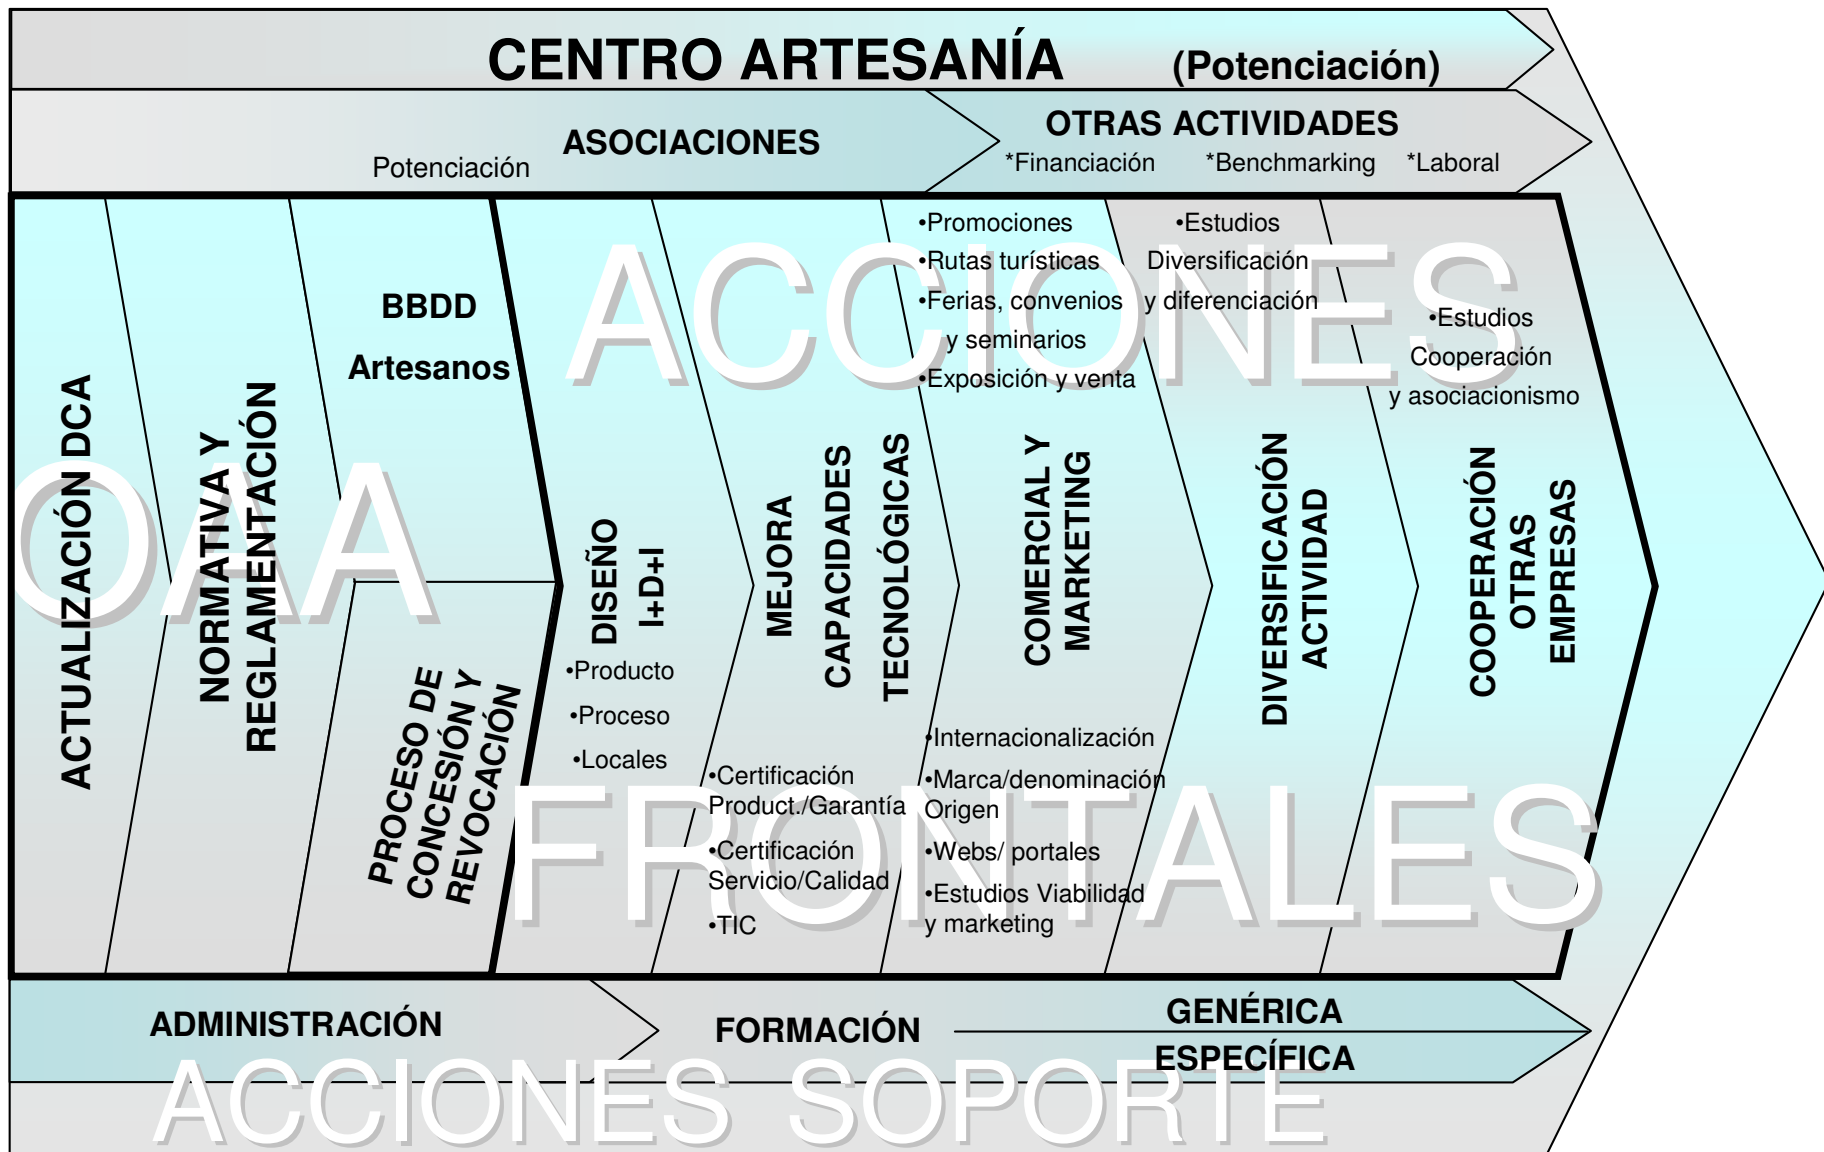 CENTRO ARTESANÍA (Potenciación)
ASOCIACIONES
Potenciación
OTRAS ACTIVIDADES
*Financiación *Benchmarking *Laboral
ACCIONES
FRONTALES
OAA
ACTUALIZACIÓN DCA
NORMATIVA Y
REGLAMENTACIÓN
BBDD
Artesanos
PROCESO DE
CONCESIÓN Y
REVOCACIÓN
DISEÑO
I+D+I
•Producto
•Proceso
•Locales
MEJORA
CAPACIDADES
TECNOLÓGICAS
•Certificación
Product./Garantía
•Certificación
Servicio/Calidad
•TIC
•Promociones
•Rutas turísticas
•Ferias, convenios
y seminarios
•Exposición y venta
COMERCIAL Y
MARKETING
•Internacionalización
•Marca/denominación
Origen
•Webs/ portales
•Estudios Viabilidad
y marketing
•Estudios
Diversificación
y diferenciación
DIVERSIFICACIÓN
ACTIVIDAD
•Estudios
Cooperación
y asociacionismo
COOPERACIÓN
OTRAS
EMPRESAS
ADMINISTRACIÓN
FORMACIÓN
GENÉRICA
ESPECÍFICA
ACCIONES SOPORTE